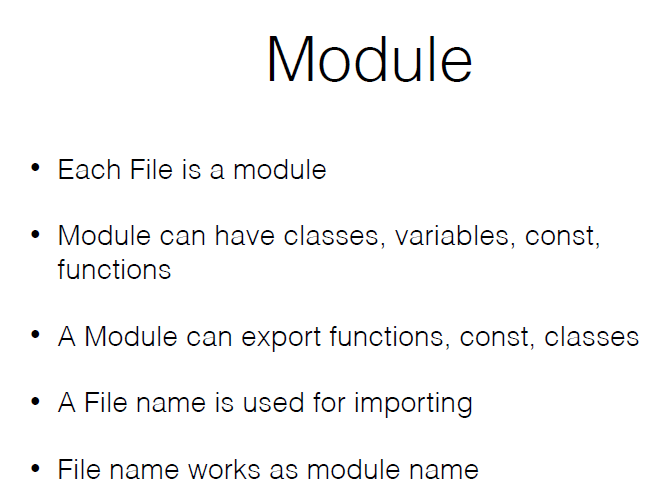 Module
• Each File is a module
• Module can have classes, variables, const,
functions
• A Module can export functions, const, classes
• A File name is used for importing
• File name works as module name